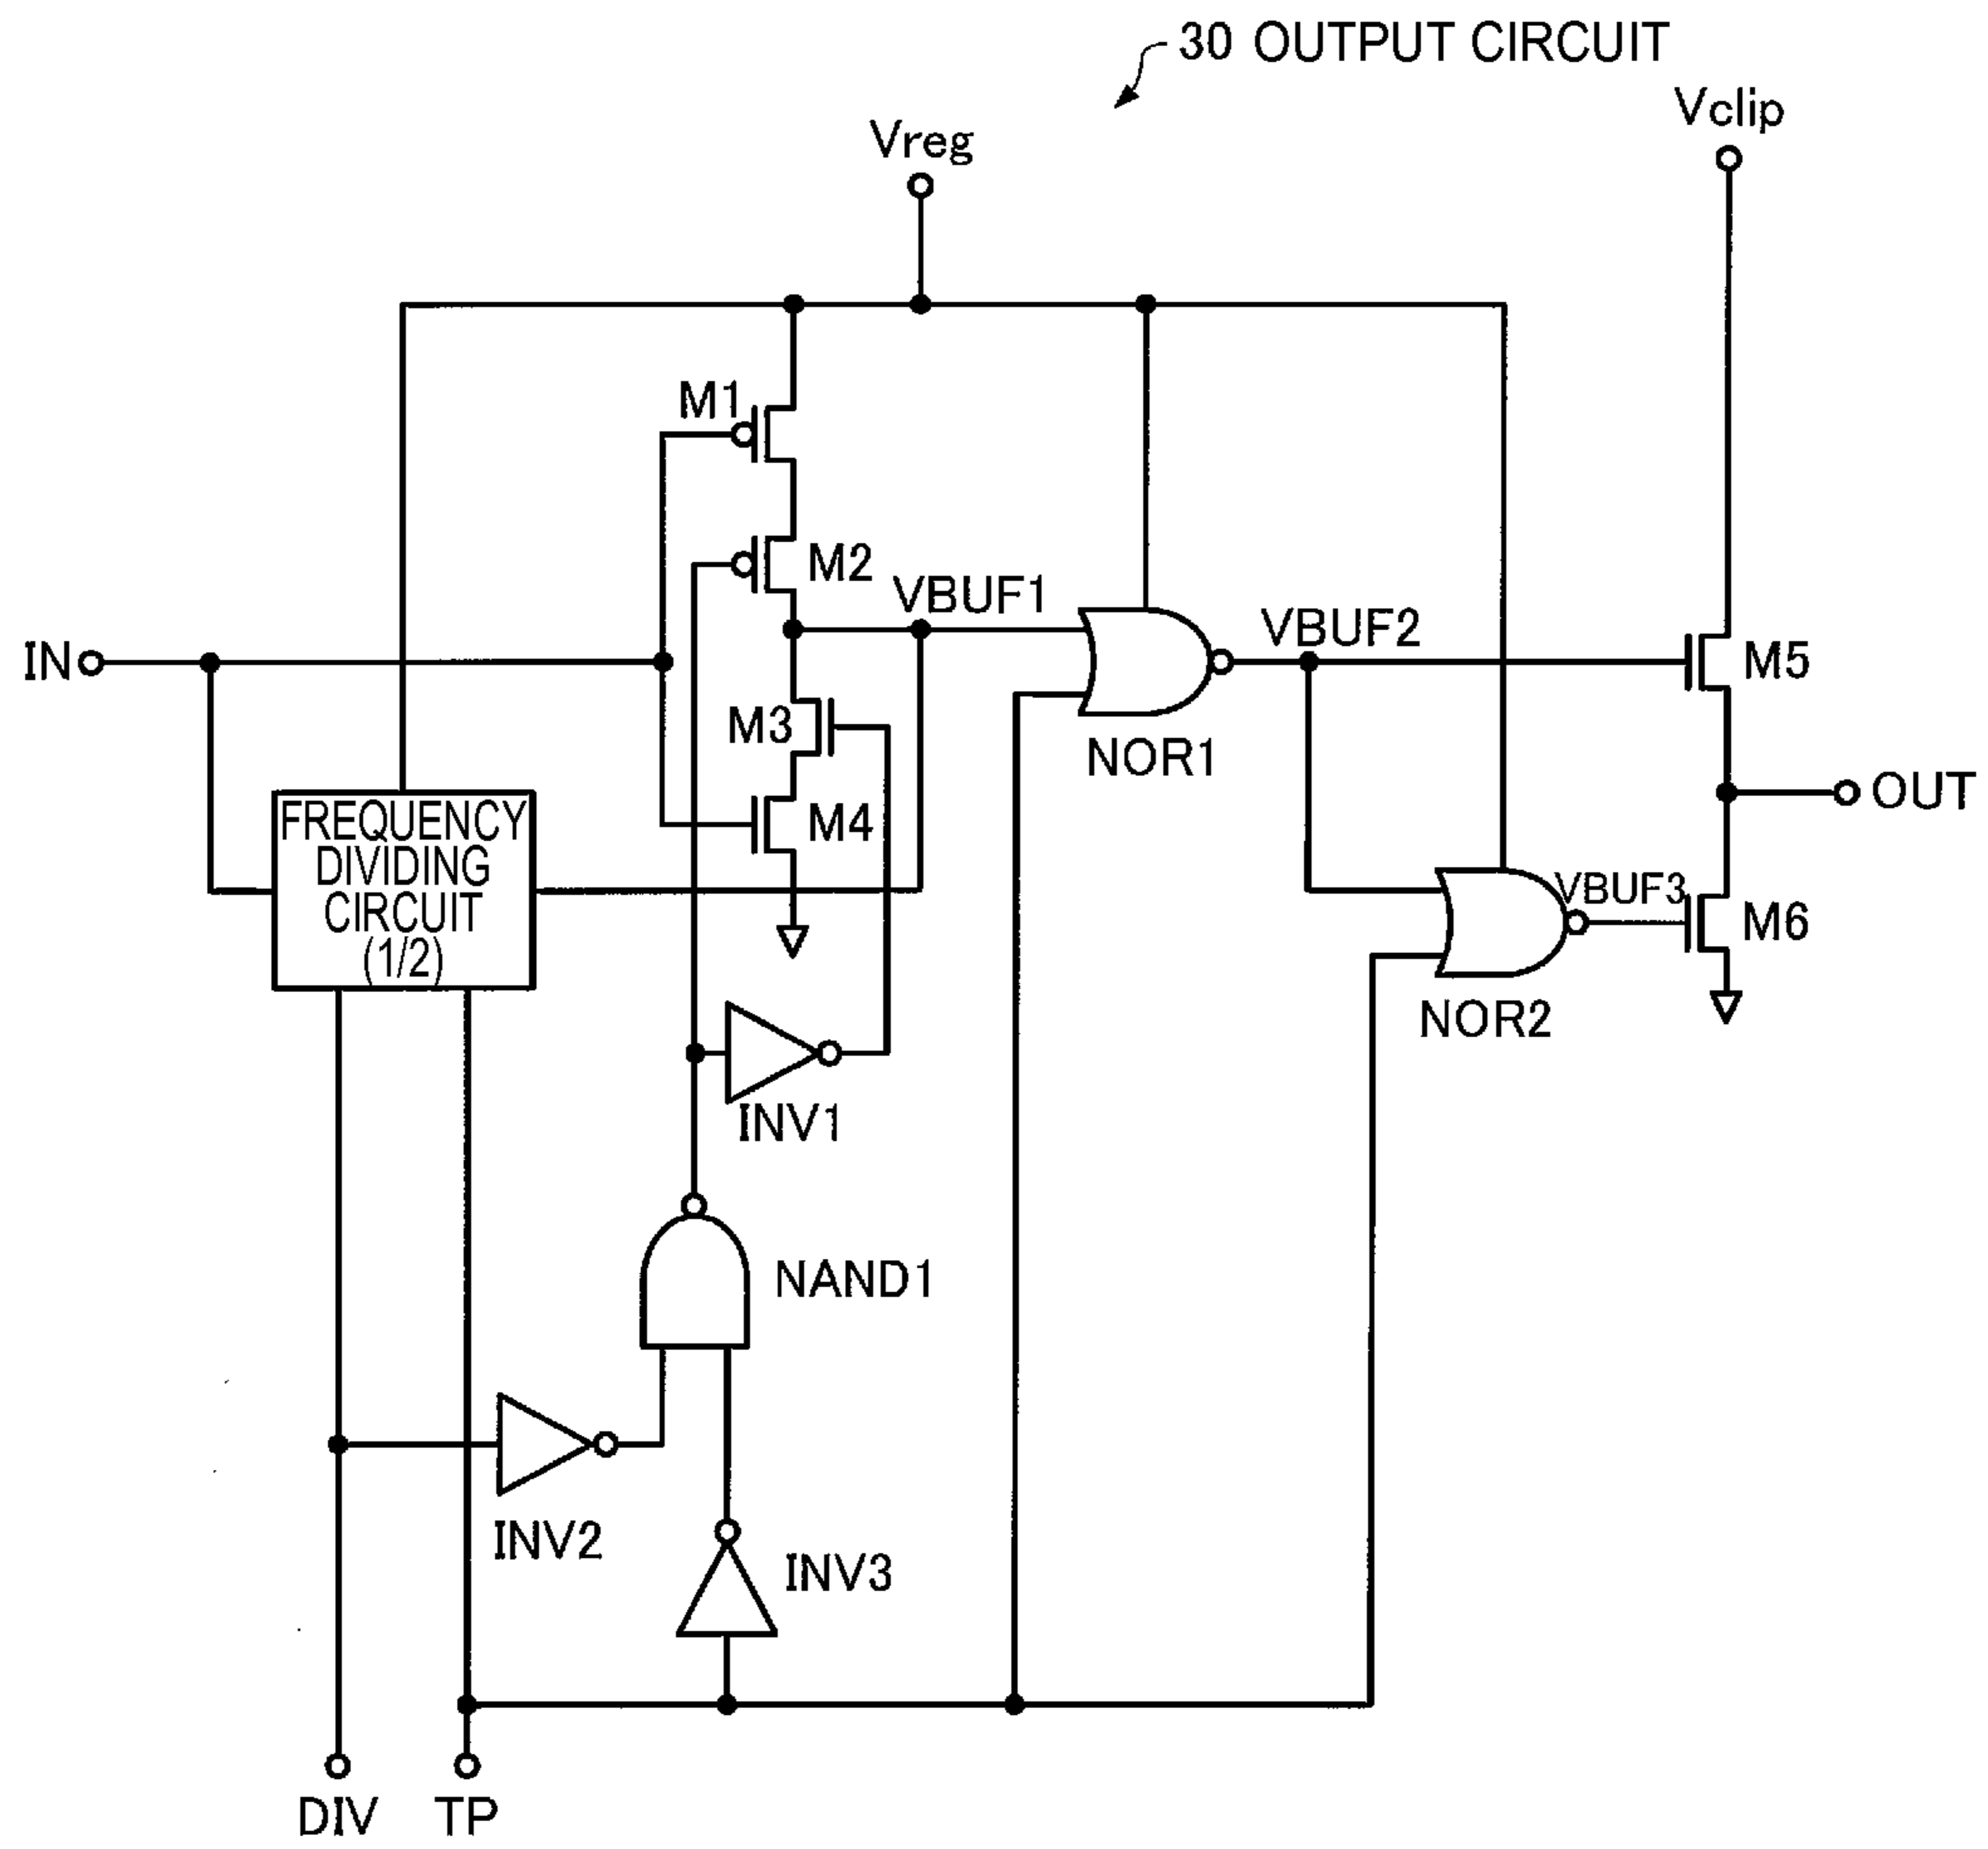 30 OUTPUT CIRCUIT
Vclip
Vreg
M1
M2
VBUF1
VBUF2
IN
M5
M3
NOR1
OUT
FREQUENCY
DIVIDING
CIRCUIT
(1/2)
M4
VBUF3
M6
NOR2
INV1
NAND1
INV2
INV3
DIV
TP